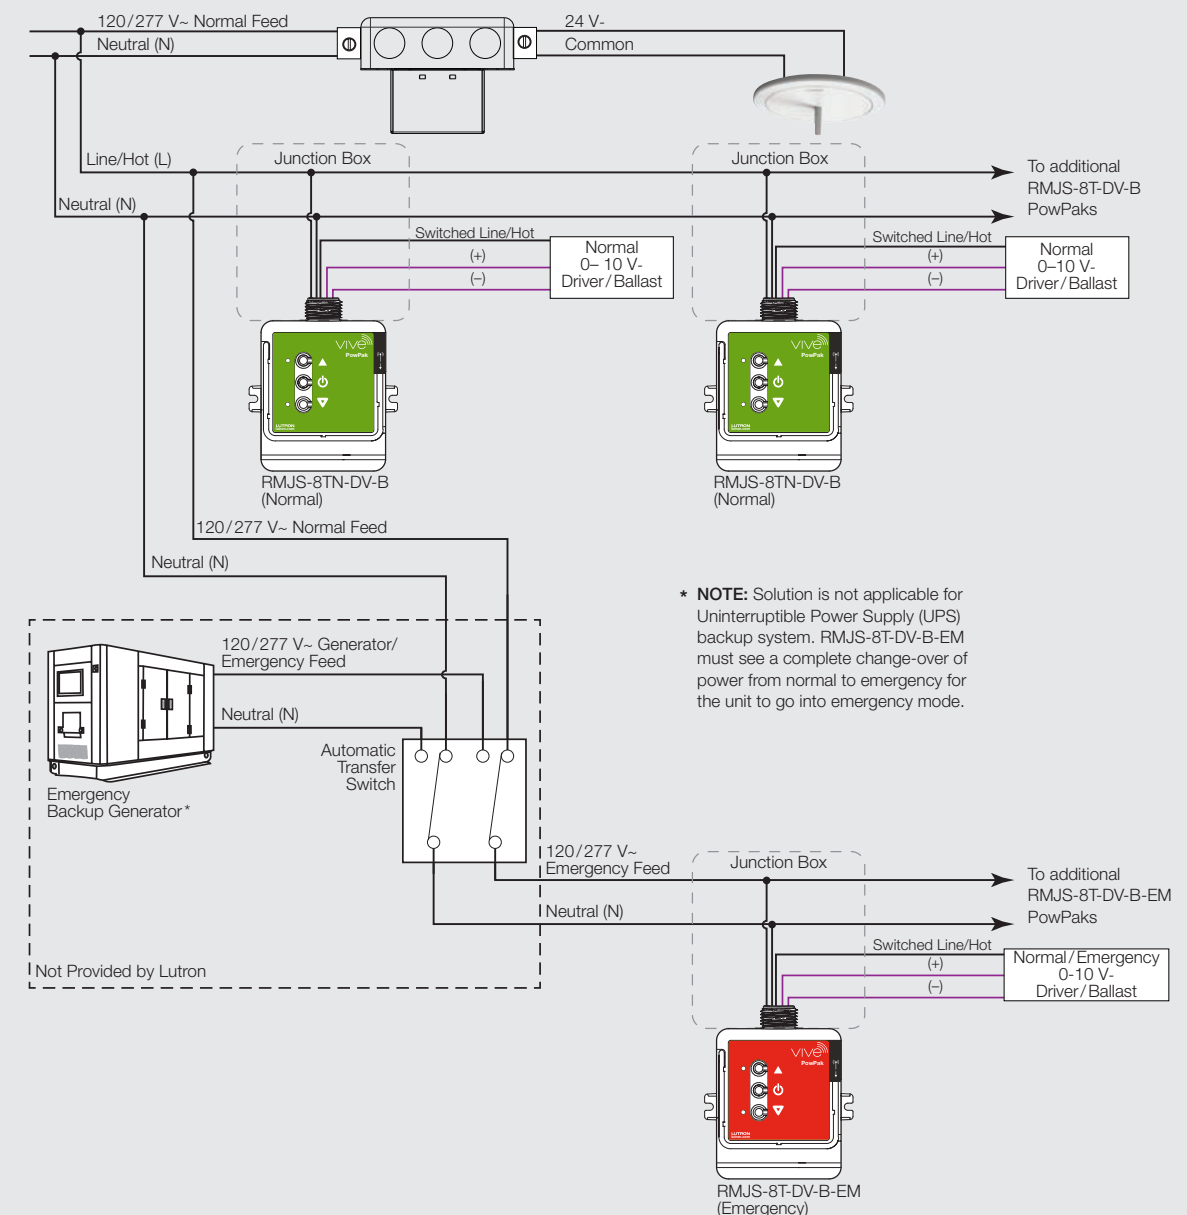 120/277 V~ Normal Feed
Neutral (N)
24 V-
Common
Line/Hot (L)
Junction Box
Junction Box
To additional
RMJS-8T-DV-B
PowPaks
Neutral (N)
Switched Line/Hot
(+)
(–)
Normal
0– 10 V-
Driver/Ballast
Switched Line/Hot
(+)
(–)
Normal
0–10 V-
Driver/Ballast
VIVE
PowPak
LUTRON
VIVE
PowPak
LUTRON
RMJS-8TN-DV-B
(Normal)
RMJS-8TN-DV-B
(Normal)
120/277 V~ Normal Feed
Neutral (N)
* NOTE: Solution is not applicable for
Uninterruptible Power Supply (UPS)
backup system. RMJS-8T-DV-B-EM
must see a complete change-over of
power from normal to emergency for
the unit to go into emergency mode.
120/277 V~ Generator/
Emergency Feed
Neutral (N)
Automatic
Transfer
Switch
Emergency
Backup Generator*
120/277 V~
Emergency Feed
Junction Box
To additional
RMJS-8T-DV-B-EM
PowPaks
Neutral (N)
Switched Line/Hot
(+)
(–)
Normal/Emergency
0-10 V-
Driver/Ballast
Not Provided by Lutron
VIVE
PowPak
LUTRON
RMJS-8T-DV-B-EM
(Emergency)